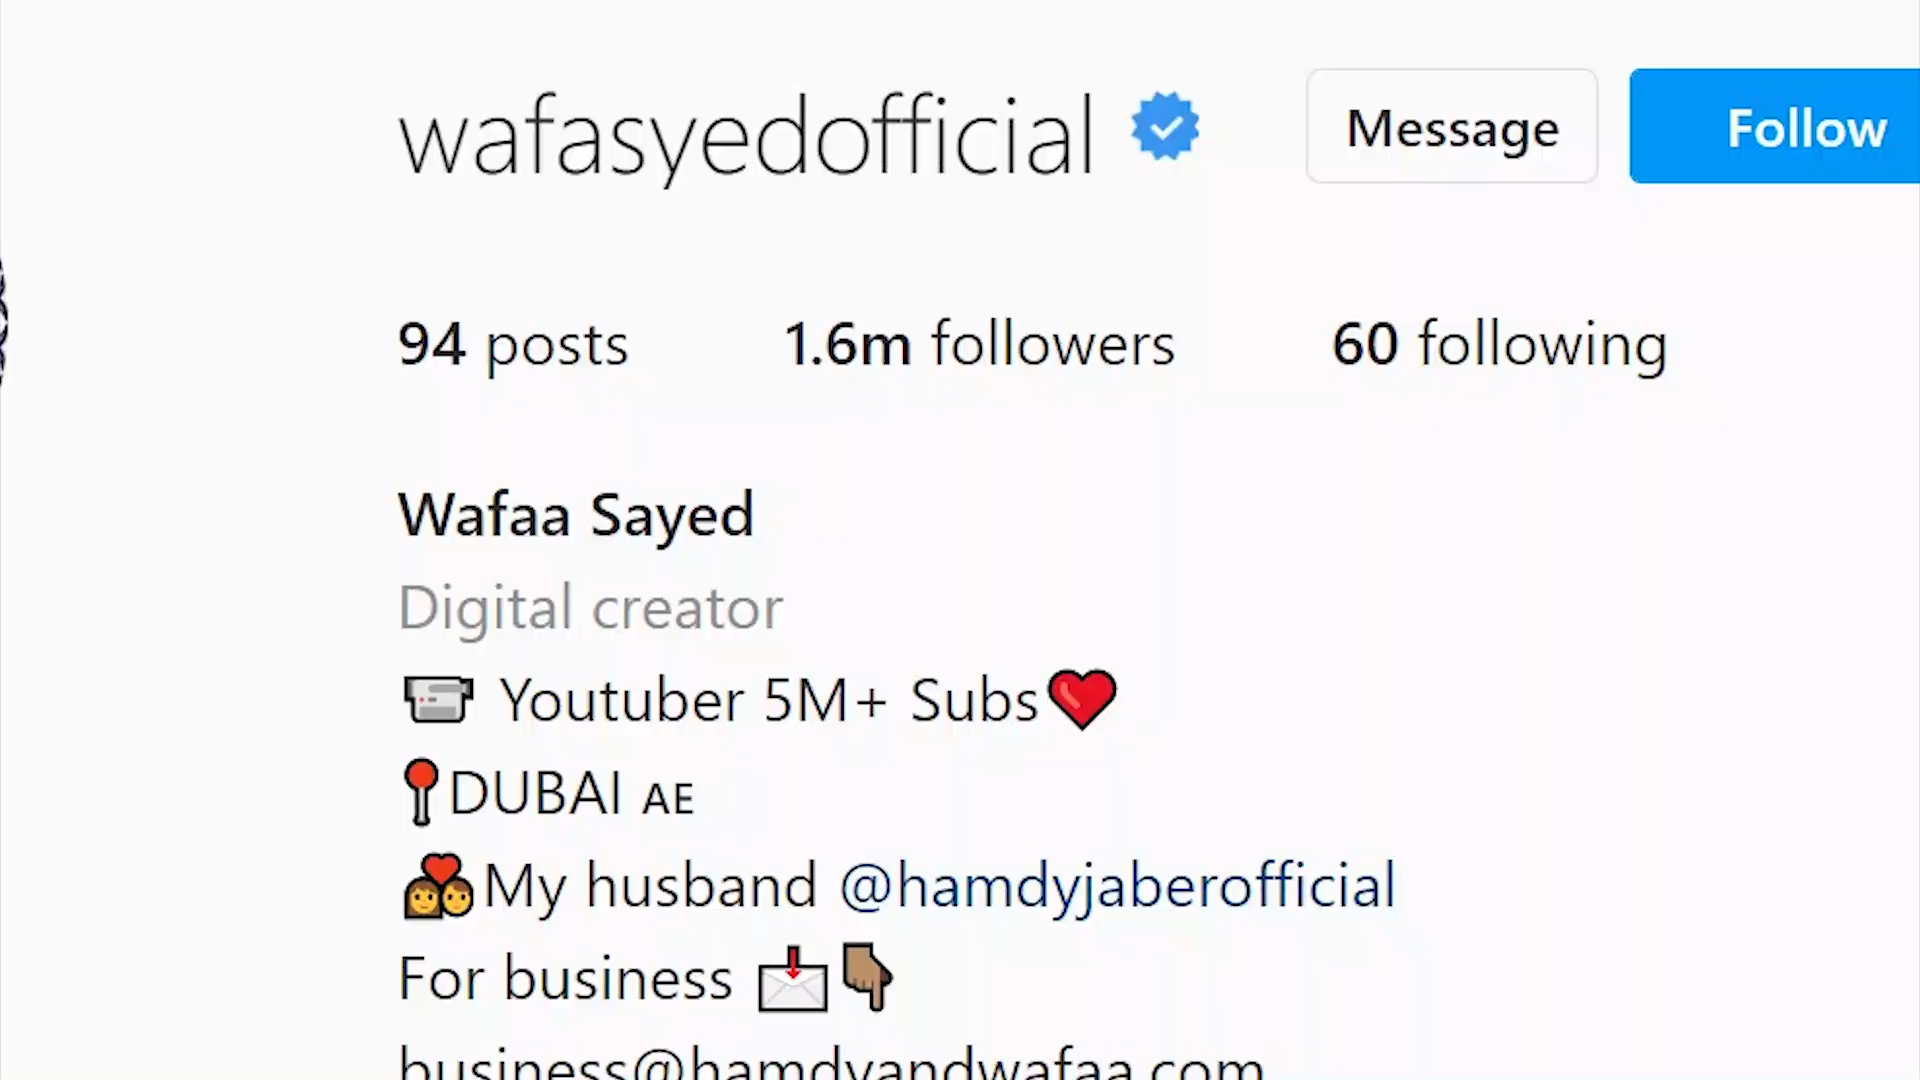 wafasyedofficial Message Follow
94 posts 1.6m followers 60 following
Wafaa Sayed
Digital creator
Youtuber 5M+ Subs
DUBAI AE
My husband @hamdyjaberofficial
For business
business@hamdyandwafaa.com